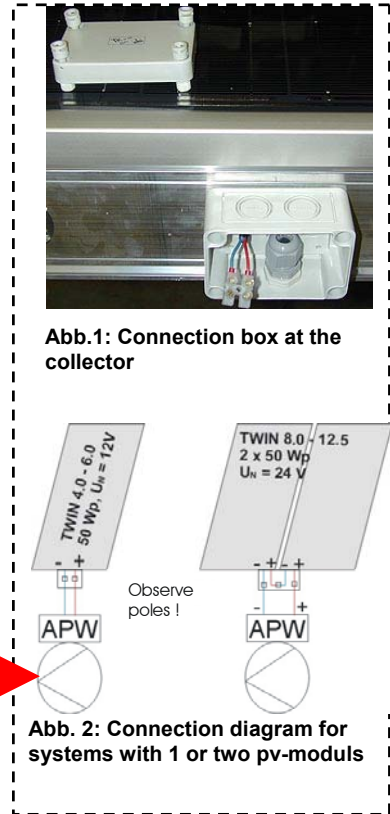 Abb.1: Connection box at the
collector
TWIN 4.0 - 6.0
50 Wp, UN = 12V
- +
APW
Observe
poles !
TWIN 8.0 - 12.5
2 x 50 Wp
UN = 24 V
- + - +
- +
APW
Abb. 2: Connection diagram for
systems with 1 or two pv-moduls